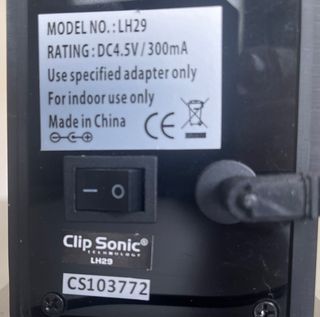 MODEL NO.: LH29
RATING: DC4.5V / 300mA
Use specified adapter only
For indoor use only
Made in China CE
— O
Clip Sonic®
TECHNOLOGY
LH29
CS103772